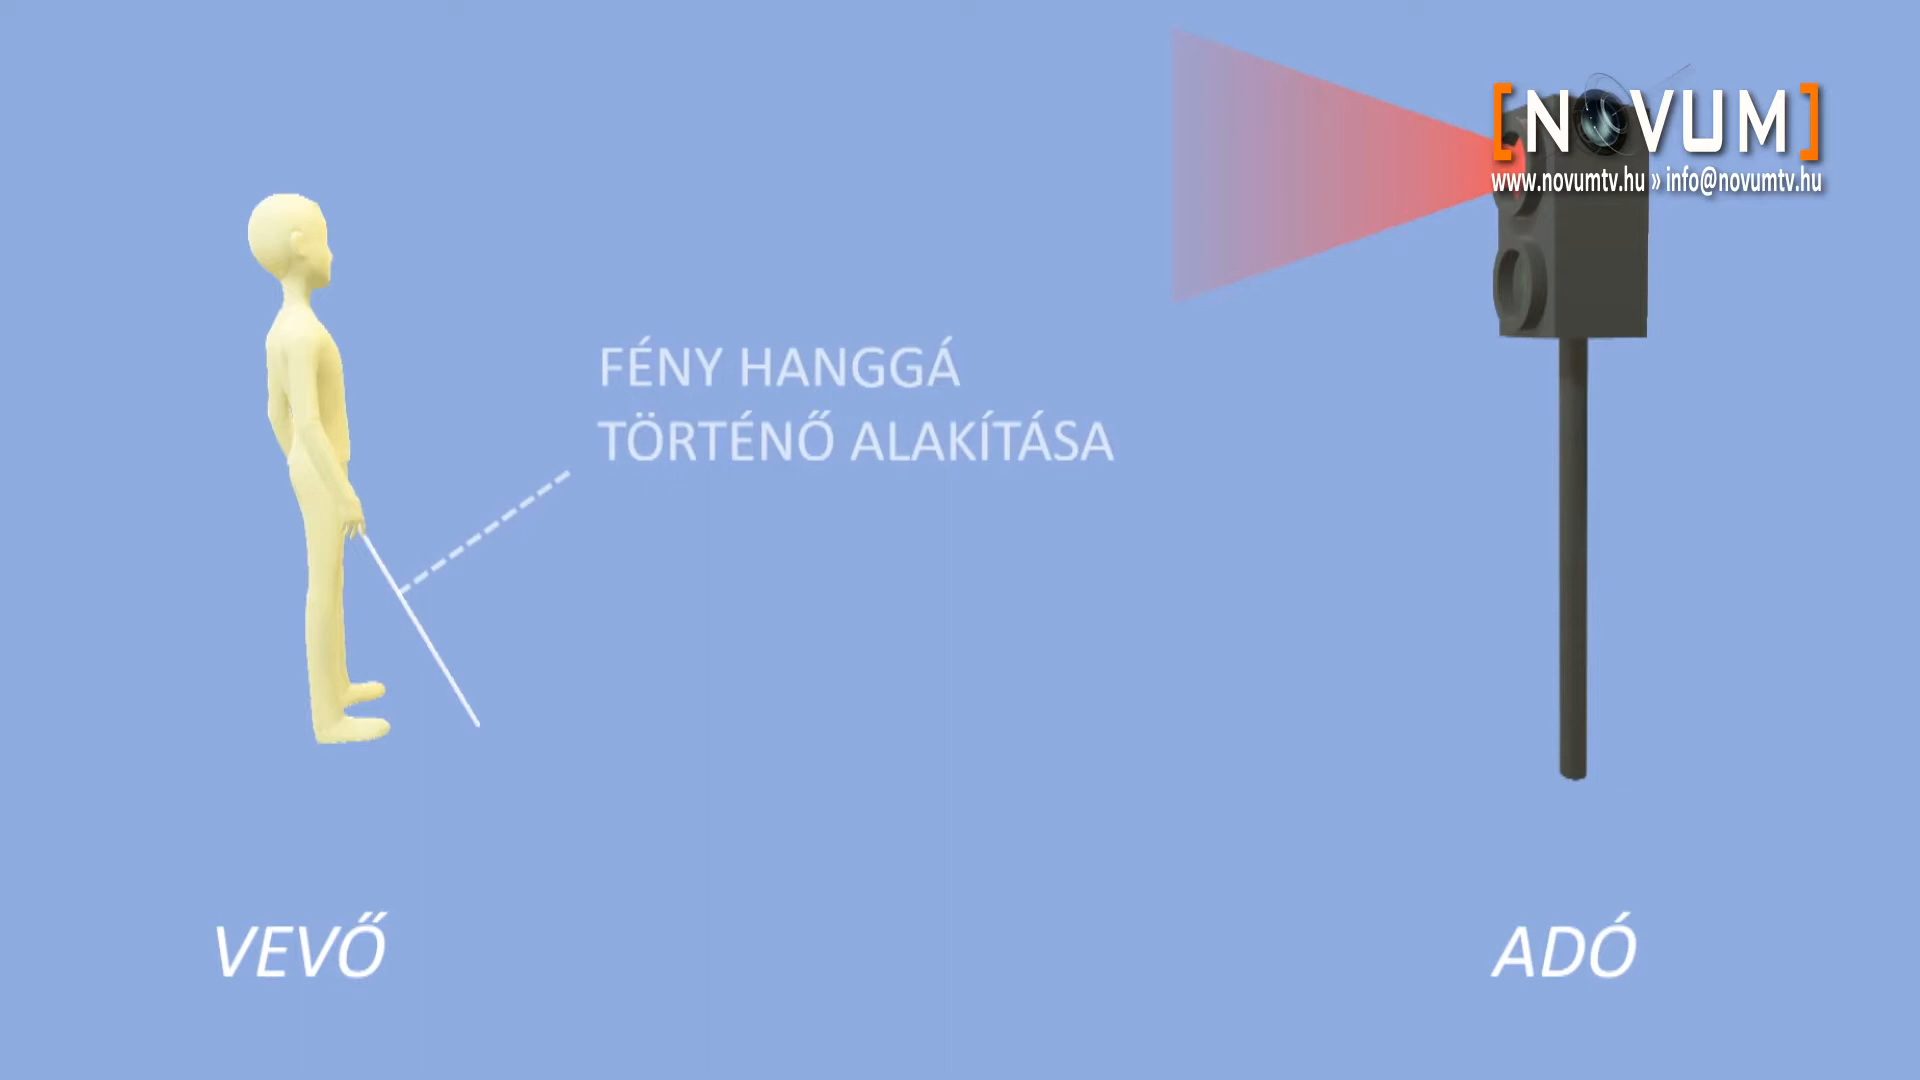 [NOVUM]
www.novumtv.hu » info@novumtv.hu
FÉNY HANGGÁ
TÖRTÉNŐ ALAKÍTÁSA
VEVŐ
ADÓ